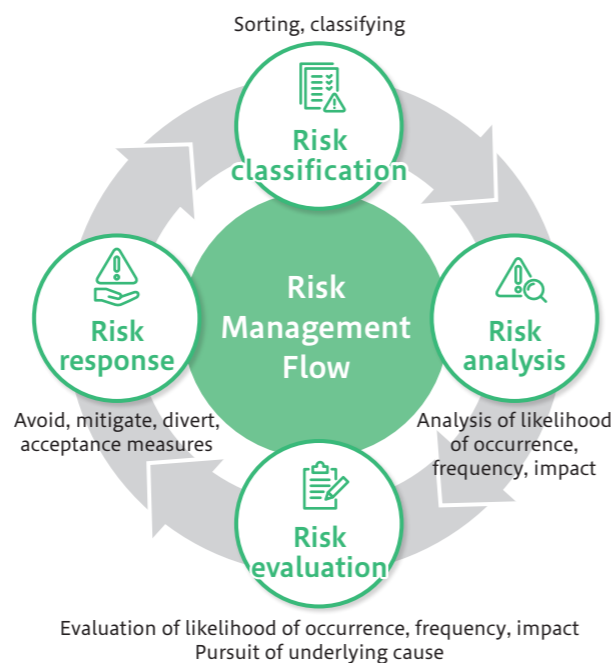 Sorting, classifying
Risk
classification
Risk
Management
Flow
Risk
response
Risk
analysis
Avoid, mitigate, divert,
acceptance measures
Analysis of likelihood
of occurrence,
frequency, impact
Risk
evaluation
Evaluation of likelihood of occurrence, frequency, impact
Pursuit of underlying cause